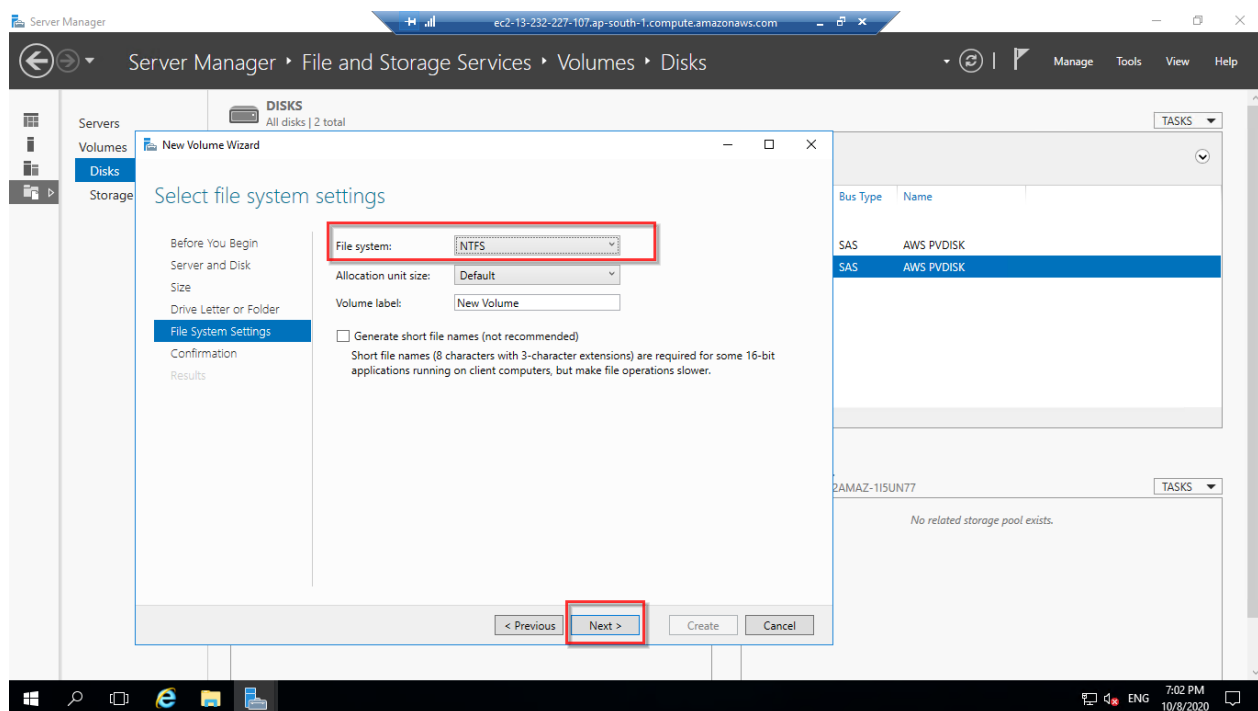 Server Manager
ec2-13-232-227-107.ap-south-1.compute.amazonaws.com
Server Manager ‣ File and Storage Services ‣ Volumes ‣ Disks
Manage Tools View Help
Servers
Volumes
Disks
Storage
DISKS
All disks | 2 total
TASKS
New Volume Wizard
Select file system settings
Before You Begin
Server and Disk
Size
Drive Letter or Folder
File System Settings
Confirmation
Results
File system: NTFS
Allocation unit size: Default
Volume label: New Volume
Generate short file names (not recommended)
Short file names (8 characters with 3-character extensions) are required for some 16-bit
applications running on client computers, but make file operations slower.
< Previous Next > Create Cancel
Bus Type Name
SAS AWS PVDISK
SAS AWS PVDISK
2AMAZ-1I5UN77
TASKS
No related storage pool exists.
ENG
7:02 PM
10/8/2020